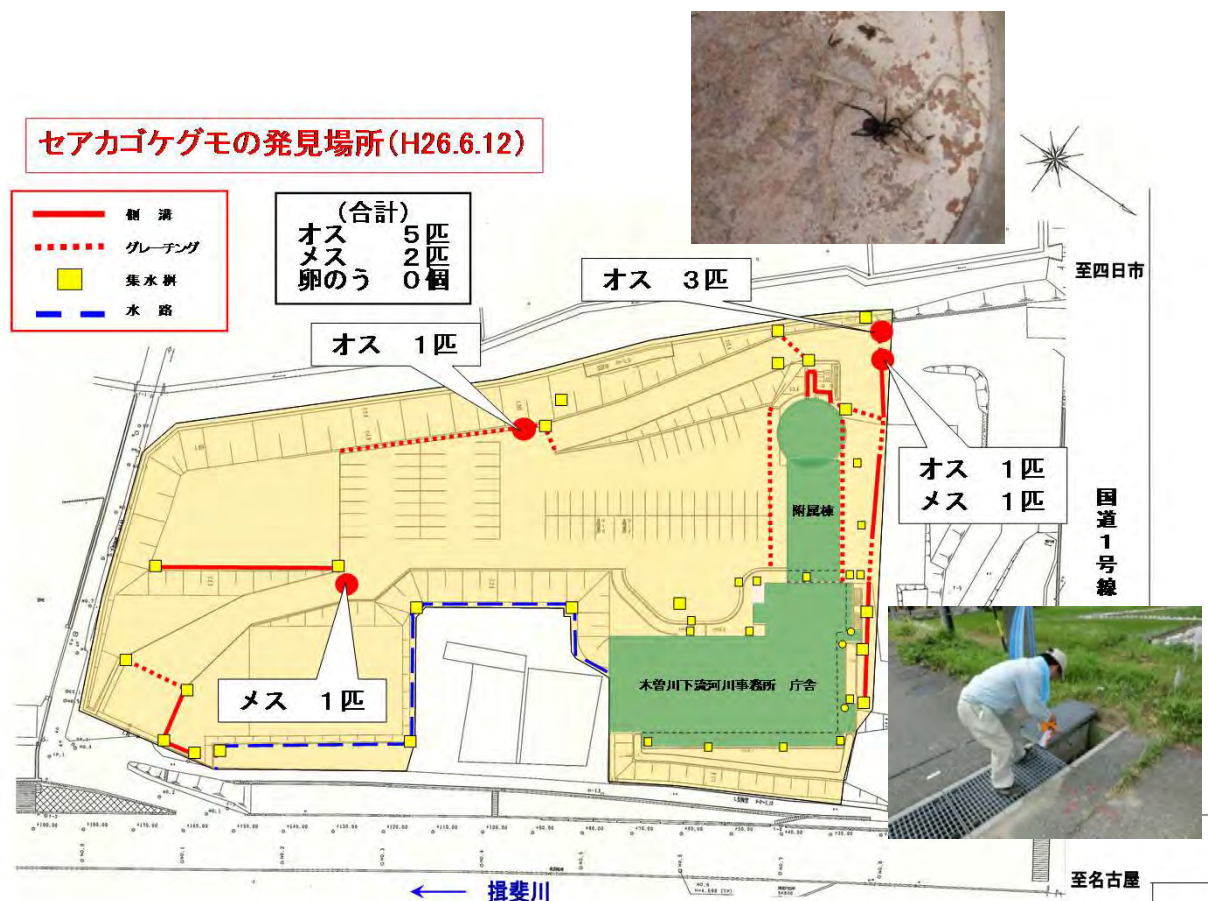 セアカゴケグモの発見場所(H26.6.12)
側 溝
グレーチング
集水桝
水 路
(合計)
オス 5匹
メス 2匹
卵のう 0個
オス 3匹
至四日市
オス 1匹
オス 1匹
メス 1匹
国道1号線
附属棟
メス 1匹
木曽川下流河川事務所 庁舎
揖斐川
至名古屋